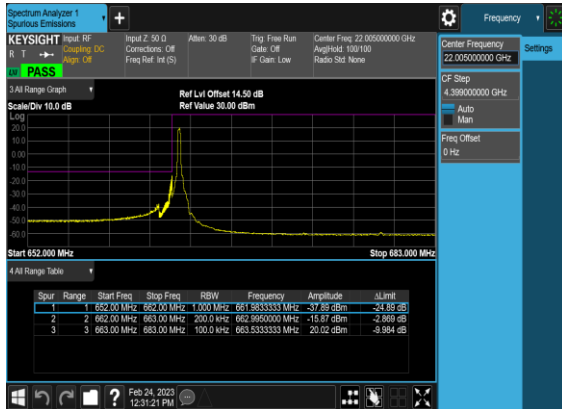 Spectrum Analyzer 1
Spurious Emissions
+
Frequency
KEYSIGHT
R T
LU PASS
Input: RF
Coupling: DC
Align: Off
Input Z: 50 Ω
Corrections: Off
Freq Ref: Int (S)
Atten: 30 dB
Trig: Free Run
Gate: Off
IF Gain: Low
Center Freq: 22.005000000 GHz
Avg|Hold: 100/100
Radio Std: None
Center Frequency
22.005000000 GHz
Settings
CF Step
4.399000000 GHz
Auto
Man
Freq Offset
0 Hz
3 All Range Graph
Scale/Div 10.0 dB
Ref Lvl Offset 14.50 dB
Ref Value 30.00 dBm
Log
20.0
10.0
0.00
-10.0
-20.0
-30.0
-40.0
-50.0
-60.0
Start 652.000 MHz
Stop 683.000 MHz
4 All Range Table
Spur Range Start Freq Stop Freq RBW Frequency Amplitude ΔLimit
1 1 652.00 MHz 662.00 MHz 1.000 MHz 661.9833333 MHz -37.89 dBm -24.89 dB
2 2 662.00 MHz 663.00 MHz 200.0 kHz 662.9950000 MHz -15.87 dBm -2.869 dB
3 3 663.00 MHz 683.00 MHz 100.0 kHz 663.5333333 MHz 20.02 dBm -9.984 dB
?
Feb 24, 2023
12:31:21 PM